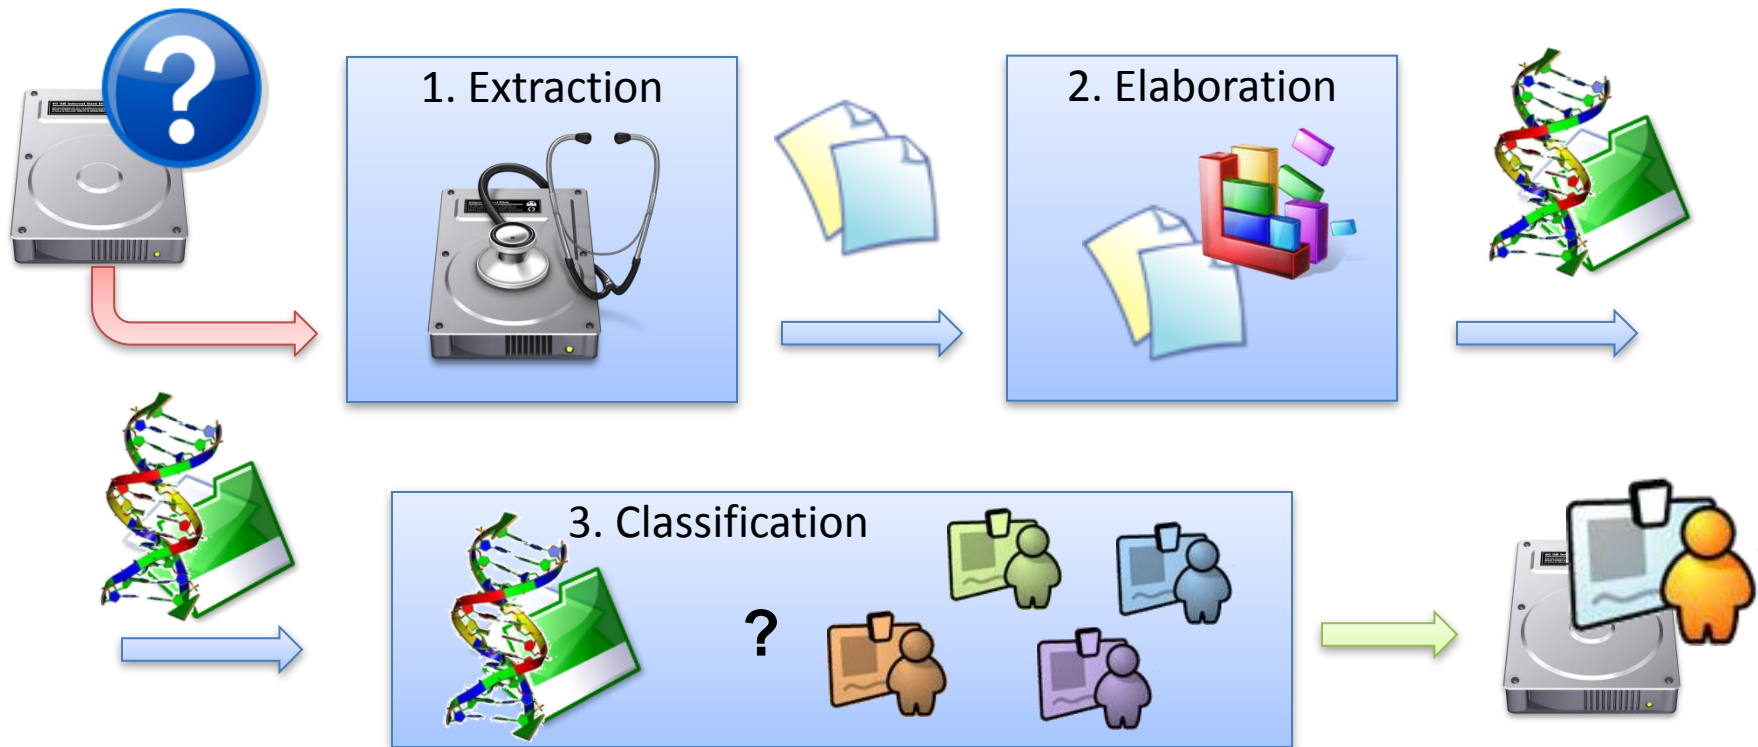 1. Extraction
2. Elaboration
3. Classification
?